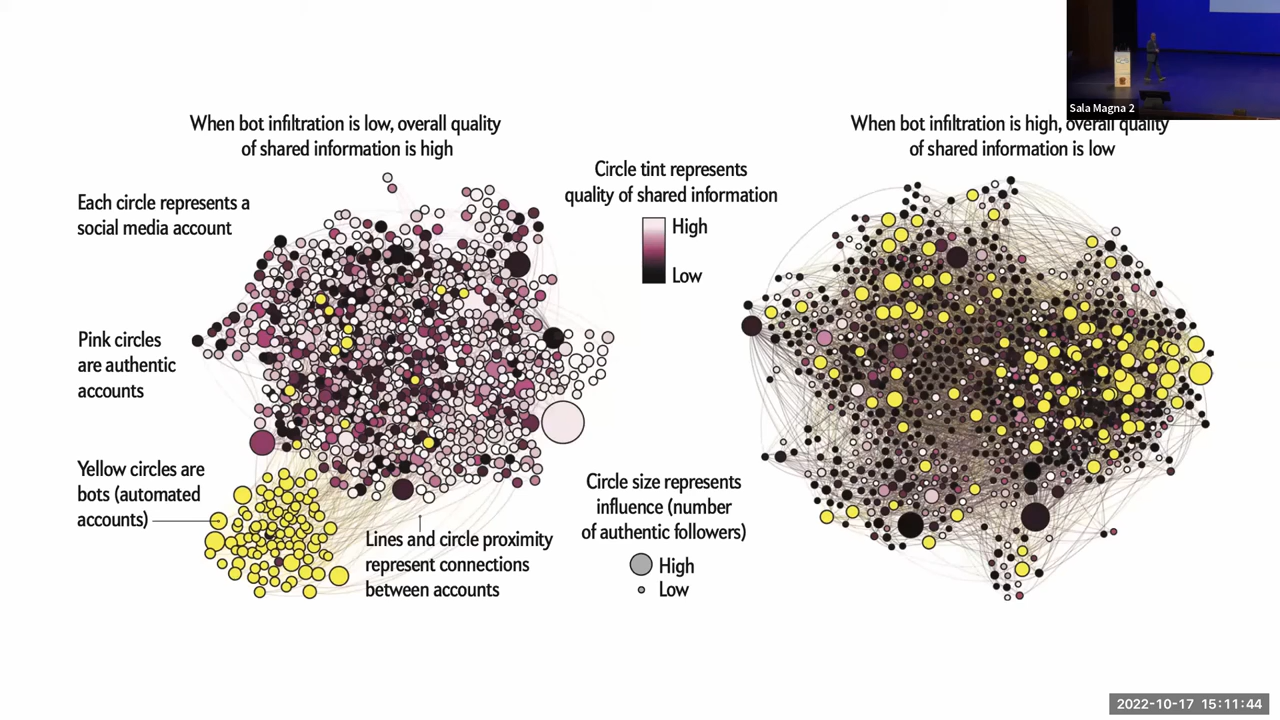 Sala Magna 2
When bot infiltration is low, overall quality
of shared information is high
When bot infiltration is high, overall quality
of shared information is low
Circle tint represents
quality of shared information
High
Low
Each circle represents a
social media account
Pink circles
are authentic
accounts
Yellow circles are
bots (automated
accounts)
Lines and circle proximity
represent connections
between accounts
Circle size represents
influence (number
of authentic followers)
High
Low
2022-10-17 15:11:44